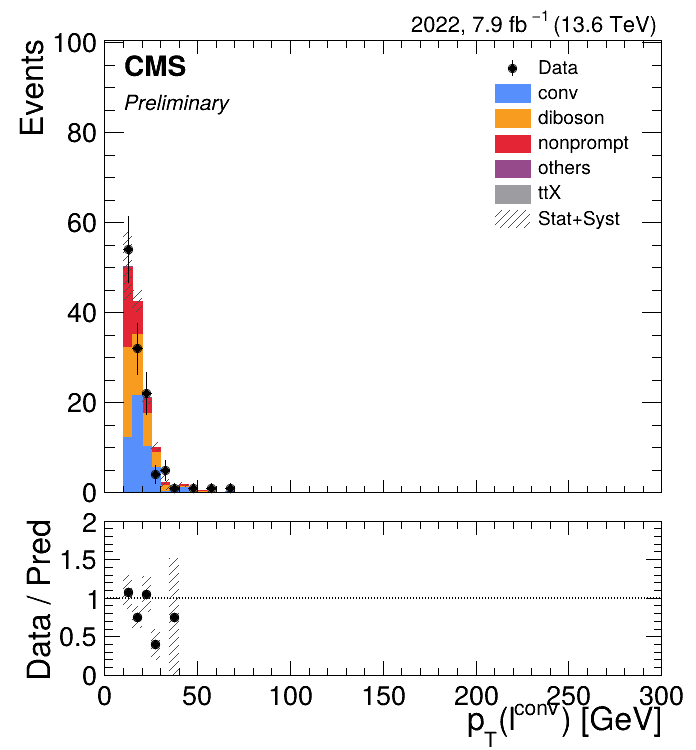 2022, 7.9 fb⁻¹ (13.6 TeV)
Events
100
80
60
40
20
0
CMS
Preliminary
Data
conv
diboson
nonprompt
others
ttX
Stat+Syst
Data / Pred
2
1.5
1
0.5
0
0 50 100 150 200 250 300
p_T(l^conv) [GeV]